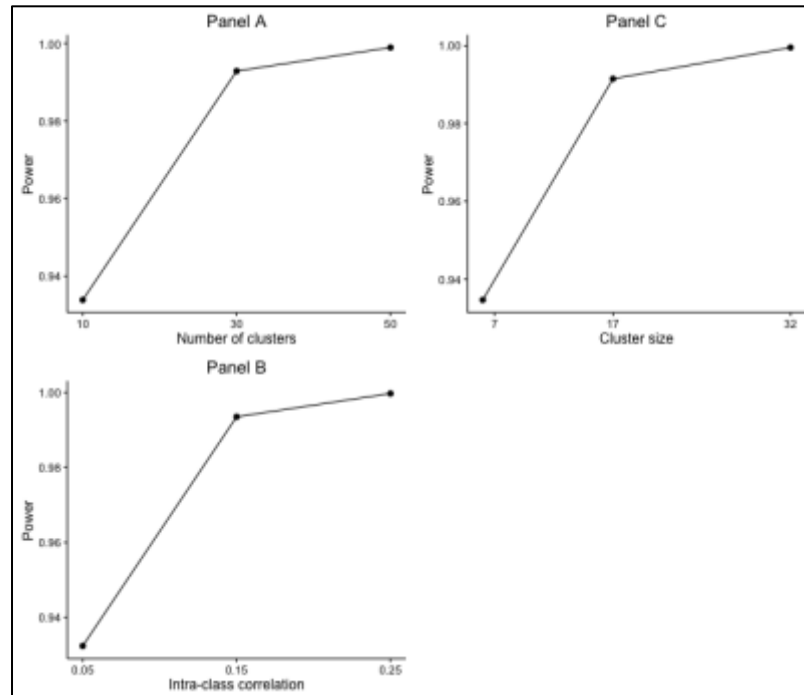 Panel A
1.00
0.98
0.96
0.94
Power
10
30
50
Number of clusters
Panel C
1.00
0.98
0.96
0.94
Power
7
17
32
Cluster size
Panel B
1.00
0.98
0.96
0.94
Power
0.05
0.15
0.25
Intra-class correlation